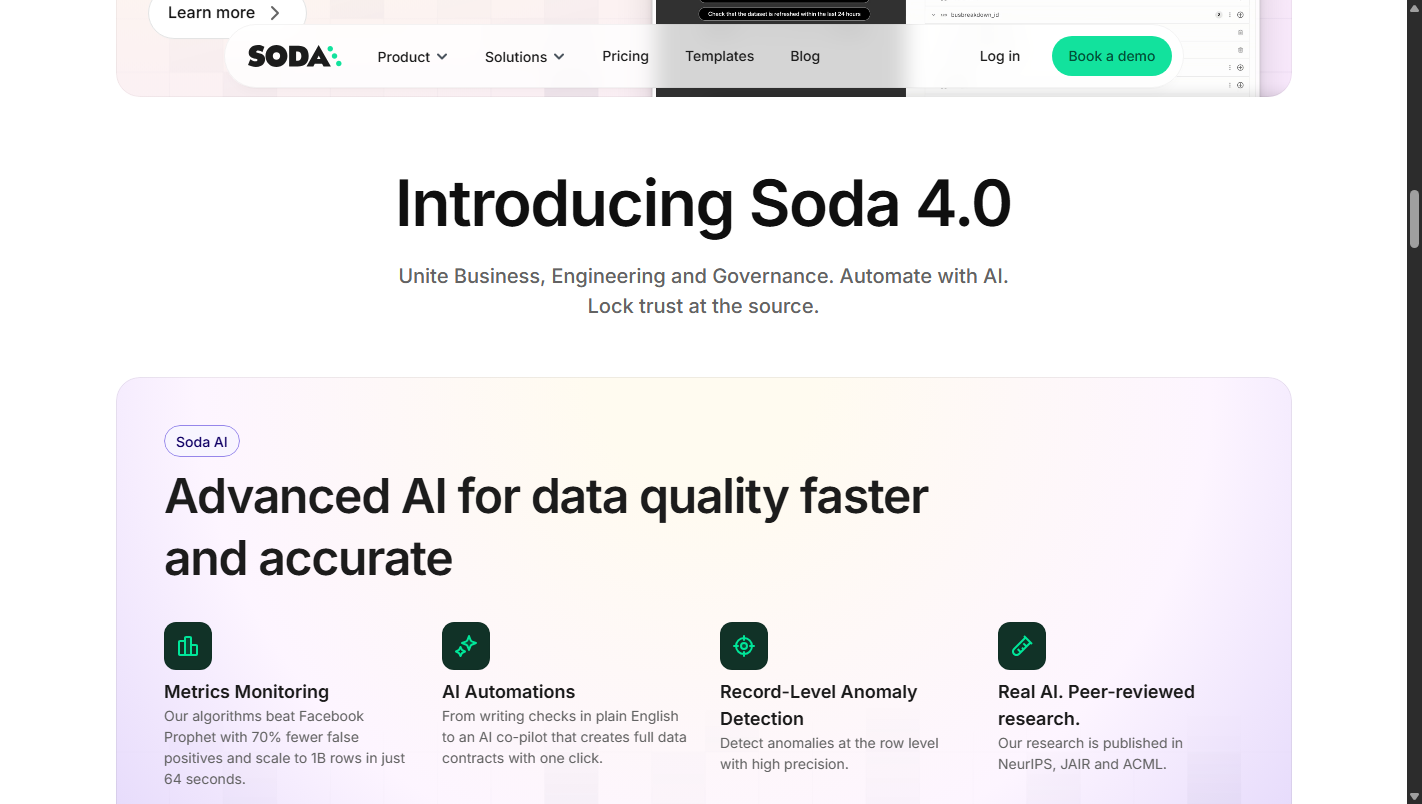 Learn more
Check that the dataset is refreshed within the last 24 hours
busbreakdown_id
SODA
Product
Solutions
Pricing
Templates
Blog
Log in
Book a demo
Introducing Soda 4.0
Unite Business, Engineering and Governance. Automate with AI.
Lock trust at the source.
Soda AI
Advanced AI for data quality faster
and accurate
Metrics Monitoring
Our algorithms beat Facebook
Prophet with 70% fewer false
positives and scale to 1B rows in just
64 seconds.
AI Automations
From writing checks in plain English
to an AI co-pilot that creates full data
contracts with one click.
Record-Level Anomaly
Detection
Detect anomalies at the row level
with high precision.
Real AI. Peer-reviewed
research.
Our research is published in
NeurIPS, JAIR and ACML.